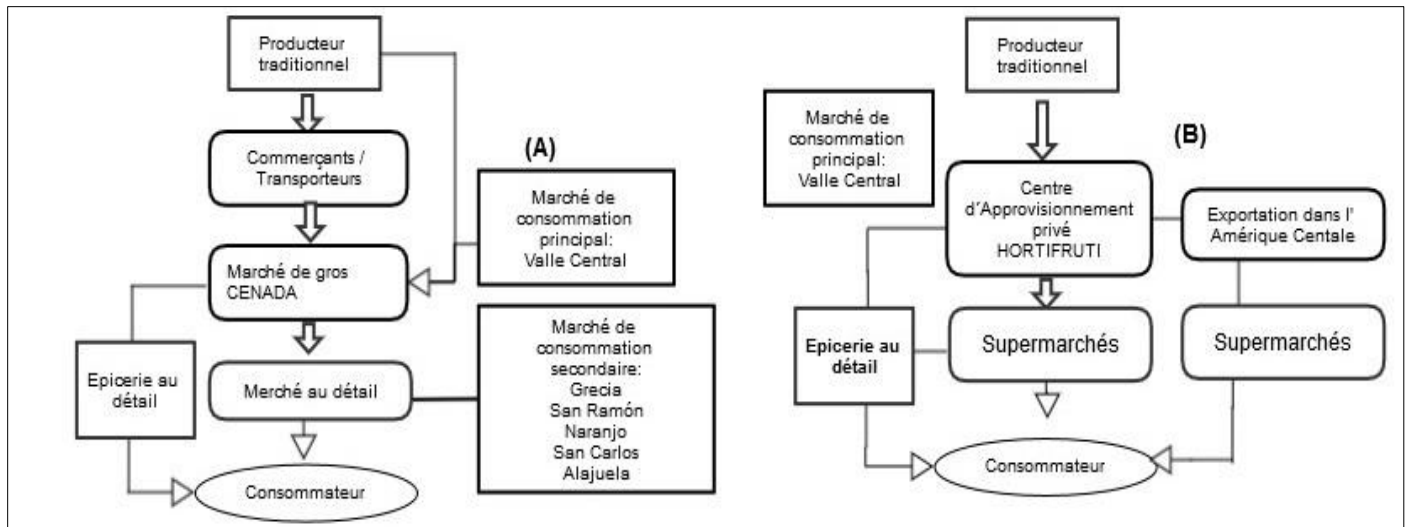 Producteur
traditionnel
Commerçants /
Transporteurs
(A)
Marché de
consommation
principal:
Valle Central
Marché de gros
CENADA
Marché de
consommation
secondaire:
Grecia
San Ramón
Naranjo
San Carlos
Alajuela
Epicerie au
détail
Merché au détail
Consommateur
Producteur
traditionnel
Marché de
consommation
principal:
Valle Central
(B)
Centre
d´Approvisionnement
privé
HORTIFRUTI
Exportation dans l'
Amérique Centale
Epicerie au
détail
Supermarchés
Supermarchés
Consommateur